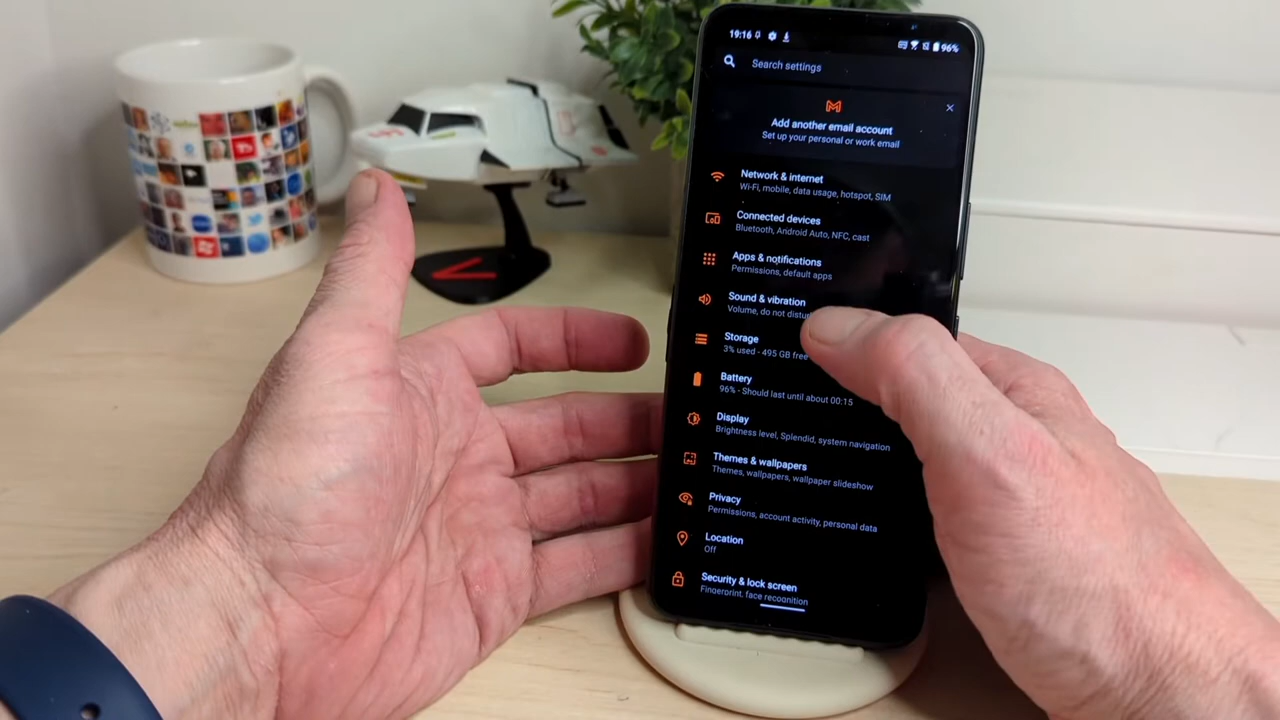 19:16
96%
Search settings
Add another email account
Set up your personal or work email
Network & internet
Wi-Fi, mobile, data usage, hotspot, SIM
Connected devices
Bluetooth, Android Auto, NFC, cast
Apps & notifications
Permissions, default apps
Sound & vibration
Volume, do not distur
Storage
3% used - 495 GB free
Battery
96% - Should last until about 00:15
Display
Brightness level, Splendid, system navigation
Themes & wallpapers
Themes, wallpapers, wallpaper slideshow
Privacy
Permissions, account activity, personal data
Location
Off
Security & lock screen
Fingerprint, face recognition